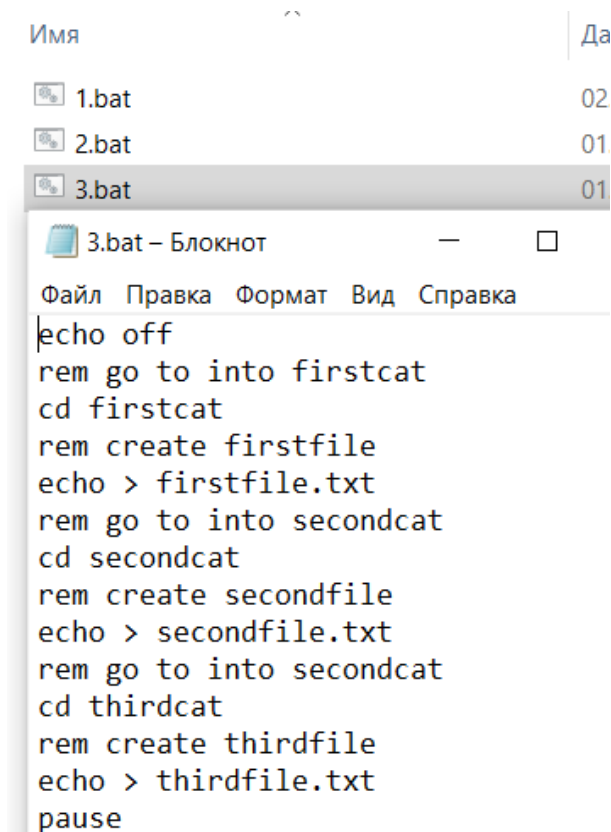 Имя Да
1.bat 02
2.bat 01.
3.bat 01
3.bat – Блокнот
Файл Правка Формат Вид Справка
echo off
rem go to into firstcat
cd firstcat
rem create firstfile
echo > firstfile.txt
rem go to into secondcat
cd secondcat
rem create secondfile
echo > secondfile.txt
rem go to into secondcat
cd thirdcat
rem create thirdfile
echo > thirdfile.txt
pause